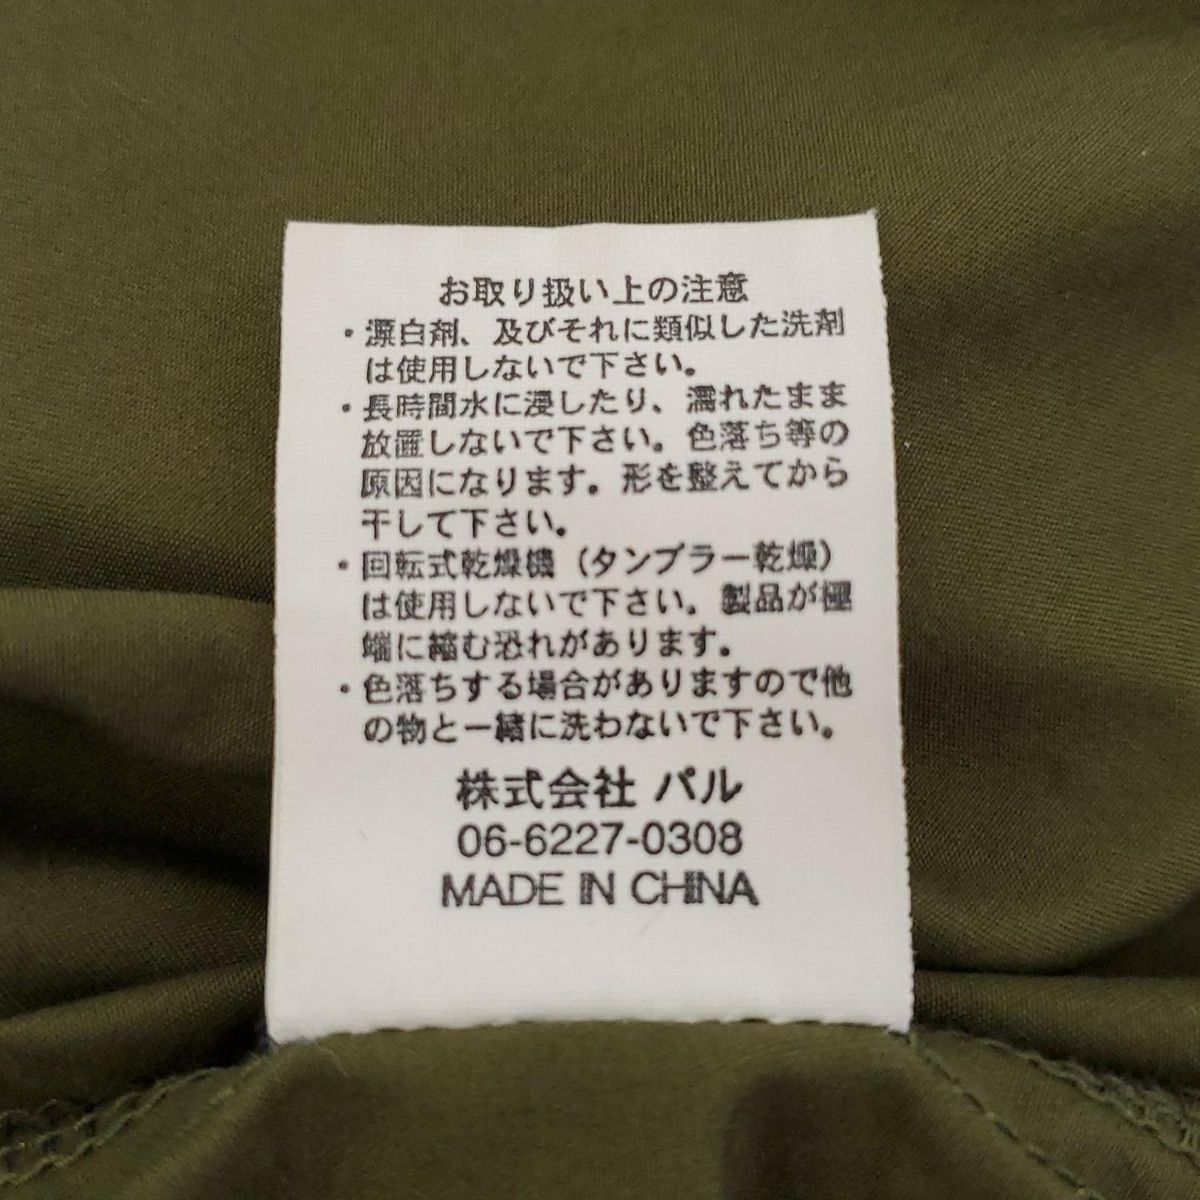 お取り扱い上の注意
・漂白剤、及びそれに類似した洗剤
は使用しないで下さい。
・長時間水に浸したり、濡れたまま
放置しないで下さい。色落ち等の
原因になります。形を整えてから
干して下さい。
・回転式乾燥機（タンブラー乾燥）
は使用しないで下さい。製品が極
端に縮む恐れがあります。
・色落ちする場合がありますので他
の物と一緒に洗わないで下さい。
株式会社 パル
06-6227-0308
MADE IN CHINA